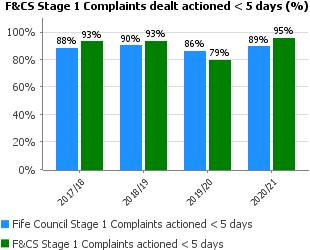 F&CS Stage 1 Complaints dealt actioned < 5 days (%)
100%
80%
60%
40%
20%
0%
88% 93% 90% 93% 86% 79% 89% 95%
2017/18 2018/19 2019/20 2020/21
Fife Council Stage 1 Complaints actioned < 5 days
F&CS Stage 1 Complaints actioned < 5 days